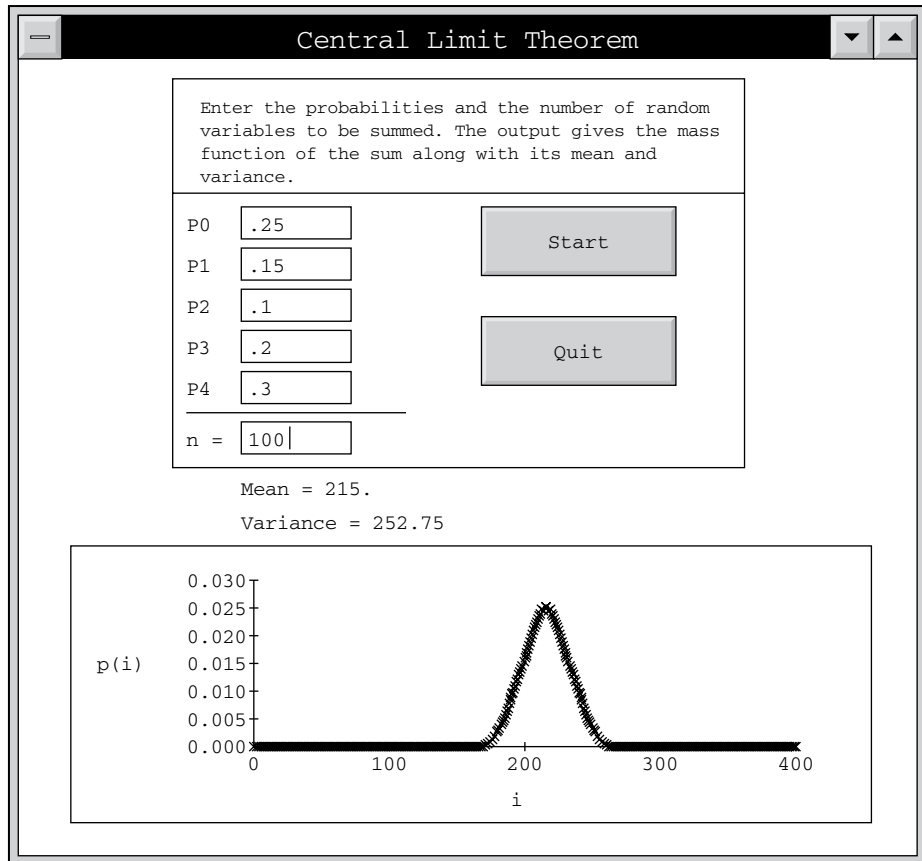 Central Limit Theorem
Enter the probabilities and the number of random
variables to be summed. The output gives the mass
function of the sum along with its mean and
variance.
P0 .25
Start
P1 .15
P2 .1
P3 .2
Quit
P4 .3
n = 100
Mean = 215.
Variance = 252.75
0.030
0.025
0.020
p(i) 0.015
0.010
0.005
0.000
0 100 200 300 400
i